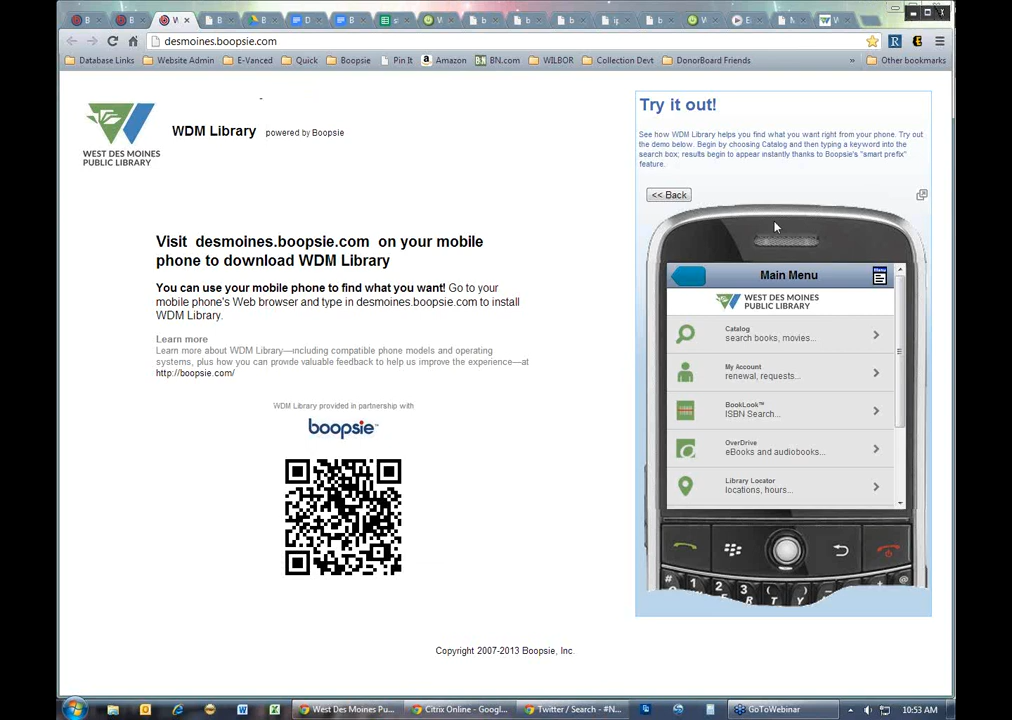 desmoines.boopsie.com
Database Links Website Admin E-Vanced Quick Boopsie Pin It Amazon BN.com WILBOR Collection Devt DonorBoard Friends » Other bookmarks
WEST DES MOINES
PUBLIC LIBRARY
WDM Library powered by Boopsie
Visit desmoines.boopsie.com on your mobile
phone to download WDM Library
You can use your mobile phone to find what you want! Go to your
mobile phone's Web browser and type in desmoines.boopsie.com to install
WDM Library.
Learn more
Learn more about WDM Library—including compatible phone models and operating
systems, plus how you can provide valuable feedback to help us improve the experience—at
http://boopsie.com/
WDM Library provided in partnership with
boopsie™
Try it out!
See how WDM Library helps you find what you want right from your phone. Try out
the demo below. Begin by choosing Catalog and then typing a keyword into the
search box; results begin to appear instantly thanks to Boopsie's "smart prefix"
feature.
<< Back
Main Menu
Menu
WEST DES MOINES
PUBLIC LIBRARY
Catalog
search books, movies...
My Account
renewal, requests...
BookLook™
ISBN Search...
OverDrive
eBooks and audiobooks...
Library Locator
locations, hours...
# 1 2 3 ( ) @
R T Y
Copyright 2007-2013 Boopsie, Inc.
West Des Moines Pu... Citrix Online - Googl... Twitter / Search - #N... GoToWebinar 10:53 AM